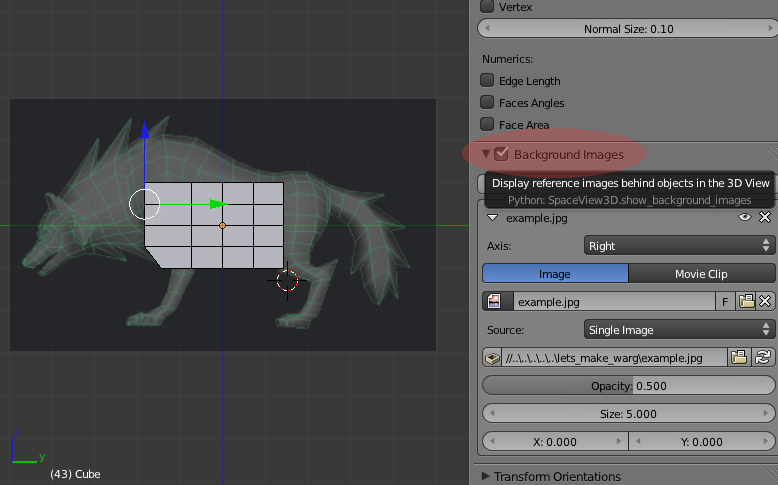 Vertex
Normal Size: 0.10
Numerics:
Edge Length
Faces Angles
Face Area
Background Images
Display reference images behind objects in the 3D View
Python: SpaceView3D.show_background_images
example.jpg
Axis: Right
Image Movie Clip
example.jpg F
Source: Single Image
//..\..\..\..\..\lets_make_warg\example.jpg
Opacity: 0.500
Size: 5.000
X: 0.000 Y: 0.000
Transform Orientations
z
y
(43) Cube